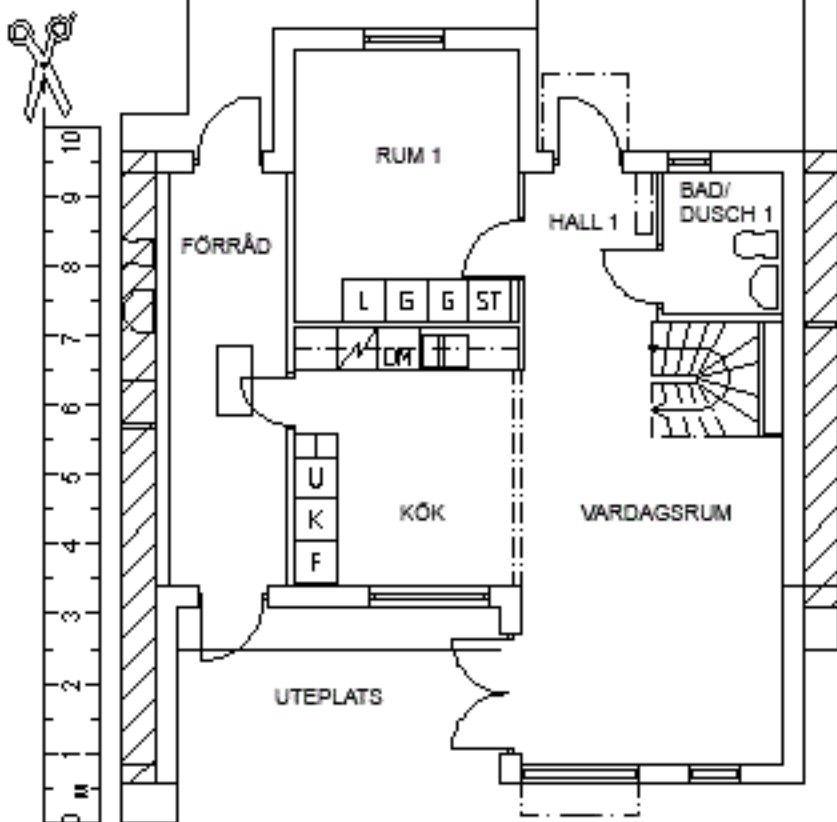 RUM 1
BAD/
DUSCH 1
HALL 1
FÖRRÅD
L G G ST
DM
U
K
F
KÖK
VARDAGSRUM
UTEPLATS
10
9
8
7
6
5
4
3
2
1
M
0